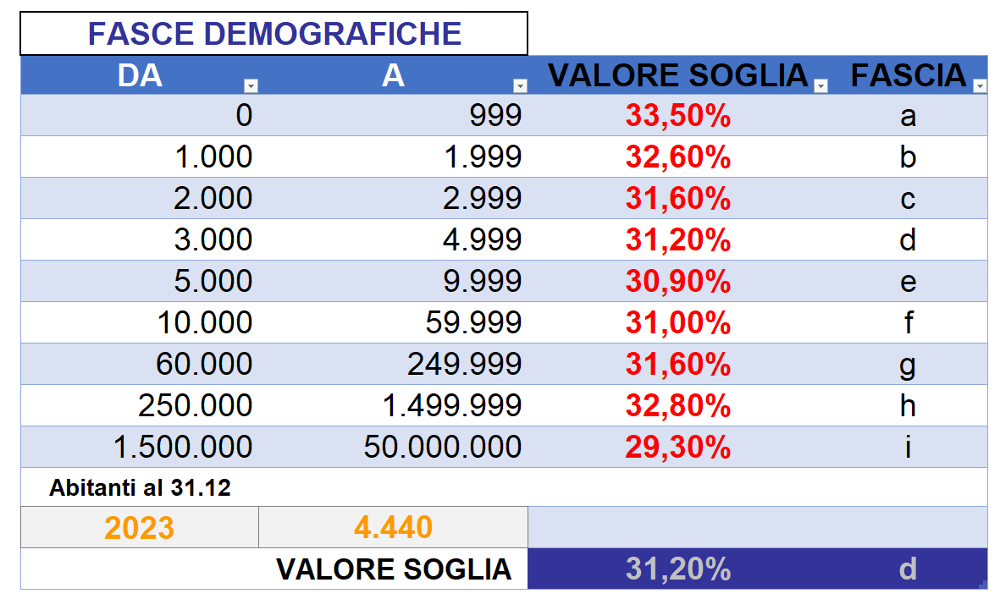 FASCE DEMOGRAFICHE
DA A VALORE SOGLIA FASCIA
0 999 33,50% a
1.000 1.999 32,60% b
2.000 2.999 31,60% c
3.000 4.999 31,20% d
5.000 9.999 30,90% e
10.000 59.999 31,00% f
60.000 249.999 31,60% g
250.000 1.499.999 32,80% h
1.500.000 50.000.000 29,30% i
Abitanti al 31.12
2023 4.440
VALORE SOGLIA 31,20% d